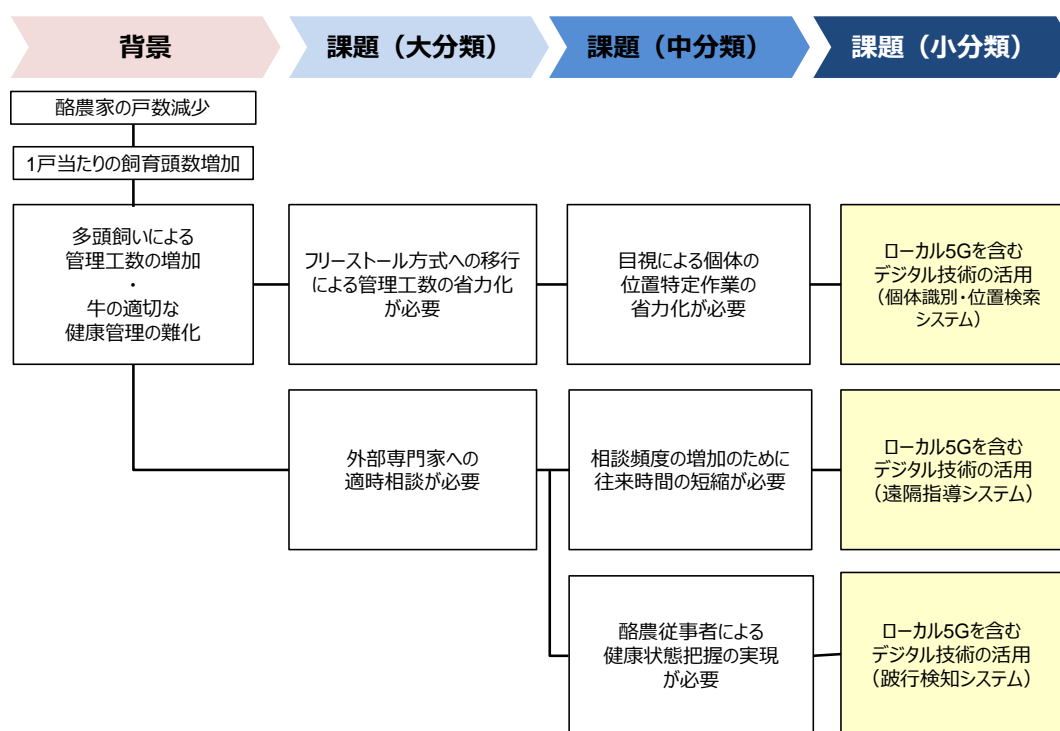 背景
課題（大分類）
課題（中分類）
課題（小分類）
酪農家の戸数減少
1戸当たりの飼育頭数増加
多頭飼いによる
管理工数の増加
・
牛の適切な
健康管理の難化
フリーストール方式への移行
による管理工数の省力化
が必要
目視による個体の
位置特定作業の
省力化が必要
ローカル5Gを含む
デジタル技術の活用
（個体識別・位置検索
システム）
外部専門家への
適時相談が必要
相談頻度の増加のために
往来時間の短縮が必要
ローカル5Gを含む
デジタル技術の活用
（遠隔指導システム）
酪農従事者による
健康状態把握の実現
が必要
ローカル5Gを含む
デジタル技術の活用
（跛行検知システム）